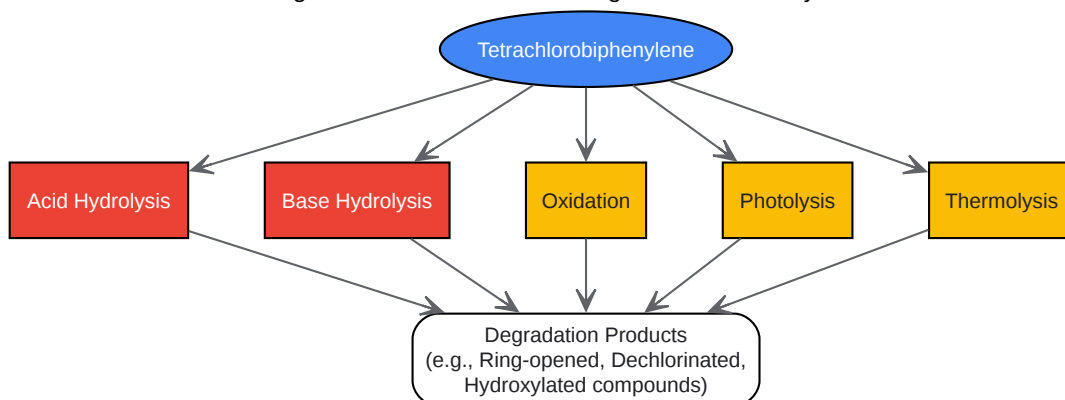 Tetrachlorobiphenylene
Acid Hydrolysis
Base Hydrolysis
Oxidation
Photolysis
Thermolysis
Degradation Products
(e.g., Ring-opened, Dechlorinated,
Hydroxylated compounds)